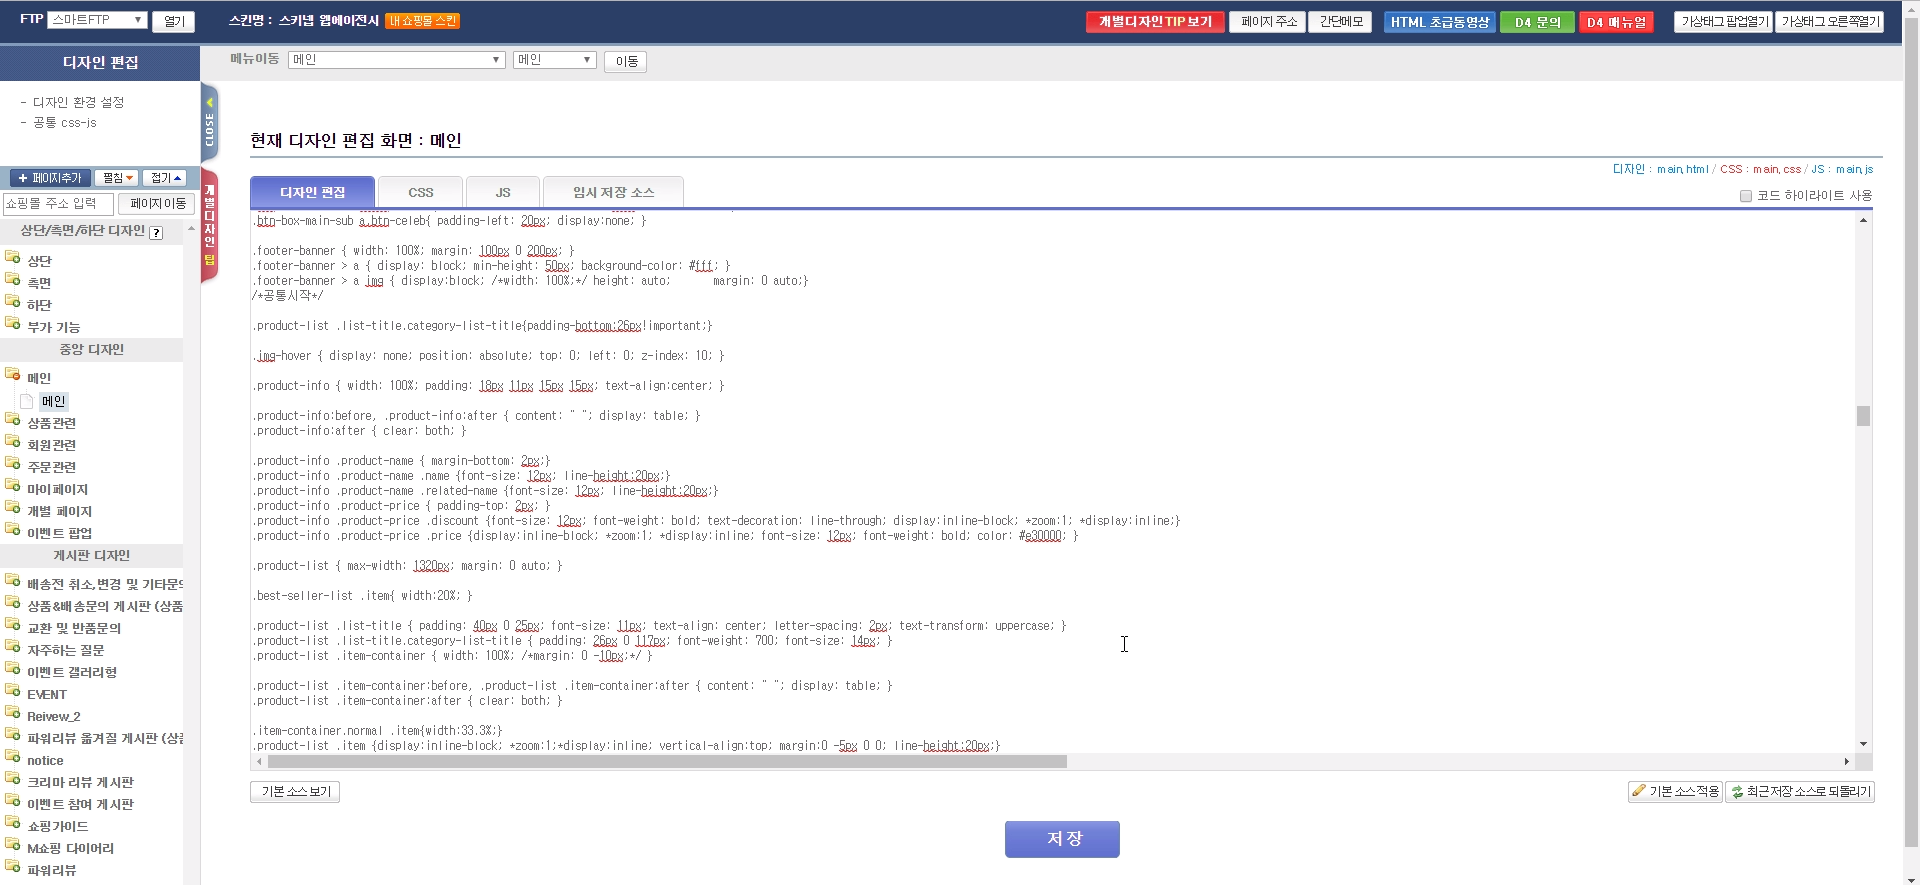 FTP 스마트FTP 열기 스킨명 : 스키넵 웹에이전시 내 쇼핑몰 스킨 개별디자인TIP보기 페이지 주소 간단메모 HTML 초급동영상 D4 문의 D4 매뉴얼 가상태그 팝업열기 가상태그 오른쪽열기
디자인 편집
메뉴이동 메인 메인 이동
- 디자인 환경 설정
- 공통 css-js
CLOSE
개별디자인 팁
+ 페이지추가 펼침 접기
쇼핑몰 주소 입력 페이지이동
상단/측면/하단 디자인 ?
상단
측면
하단
부가 기능
중앙 디자인
메인
메인
상품관련
회원관련
주문관련
마이페이지
개별 페이지
이벤트 팝업
게시판 디자인
배송전 취소,변경 및 기타문의
상품&배송문의 게시판 (상품
교환 및 반품문의
자주하는 질문
이벤트 갤러리형
EVENT
Reivew_2
파워리뷰 옮겨질 게시판 (상품
notice
크리마 리뷰 게시판
이벤트 참여 게시판
쇼핑가이드
M쇼핑 다이어리
파워리뷰
현재 디자인 편집 화면 : 메인
디자인 : main.html / CSS : main.css / JS : main.js
디자인 편집 CSS JS 임시 저장 소스
코드 하이라이트 사용
.btn-box-main-sub a.btn-celeb{ padding-left: 20px; display:none; }
.footer-banner { width: 100%; margin: 100px 0 200px; }
.footer-banner > a { display: block; min-height: 50px; background-color: #fff; }
.footer-banner > a img { display:block; /*width: 100%;*/ height: auto; margin: 0 auto;}
/*공통시작*/
.product-list .list-title.category-list-title{padding-bottom:26px!important;}
.img-hover { display: none; position: absolute; top: 0; left: 0; z-index: 10; }
.product-info { width: 100%; padding: 18px 11px 15px 15px; text-align:center; }
.product-info:before, .product-info:after { content: " "; display: table; }
.product-info:after { clear: both; }
.product-info .product-name { margin-bottom: 2px;}
.product-info .product-name .name {font-size: 12px; line-height:20px;}
.product-info .product-name .related-name {font-size: 12px; line-height:20px;}
.product-info .product-price { padding-top: 2px; }
.product-info .product-price .discount {font-size: 12px; font-weight: bold; text-decoration: line-through; display:inline-block; *zoom:1; *display:inline;}
.product-info .product-price .price {display:inline-block; *zoom:1; *display:inline; font-size: 12px; font-weight: bold; color: #e30000; }
.product-list { max-width: 1320px; margin: 0 auto; }
.best-seller-list .item{ width:20%; }
.product-list .list-title { padding: 40px 0 25px; font-size: 11px; text-align: center; letter-spacing: 2px; text-transform: uppercase; }
.product-list .list-title.category-list-title { padding: 26px 0 117px; font-weight: 700; font-size: 14px; }
.product-list .item-container { width: 100%; /*margin: 0 -10px;*/ }
.product-list .item-container:before, .product-list .item-container:after { content: " "; display: table; }
.product-list .item-container:after { clear: both; }
.item-container.normal .item{width:33.3%;}
.product-list .item {display:inline-block; *zoom:1;*display:inline; vertical-align:top; margin:0 -5px 0 0; line-height:20px;}
기본 소스 보기 기본 소스 적용 최근 저장 소스로 되돌리기
저장